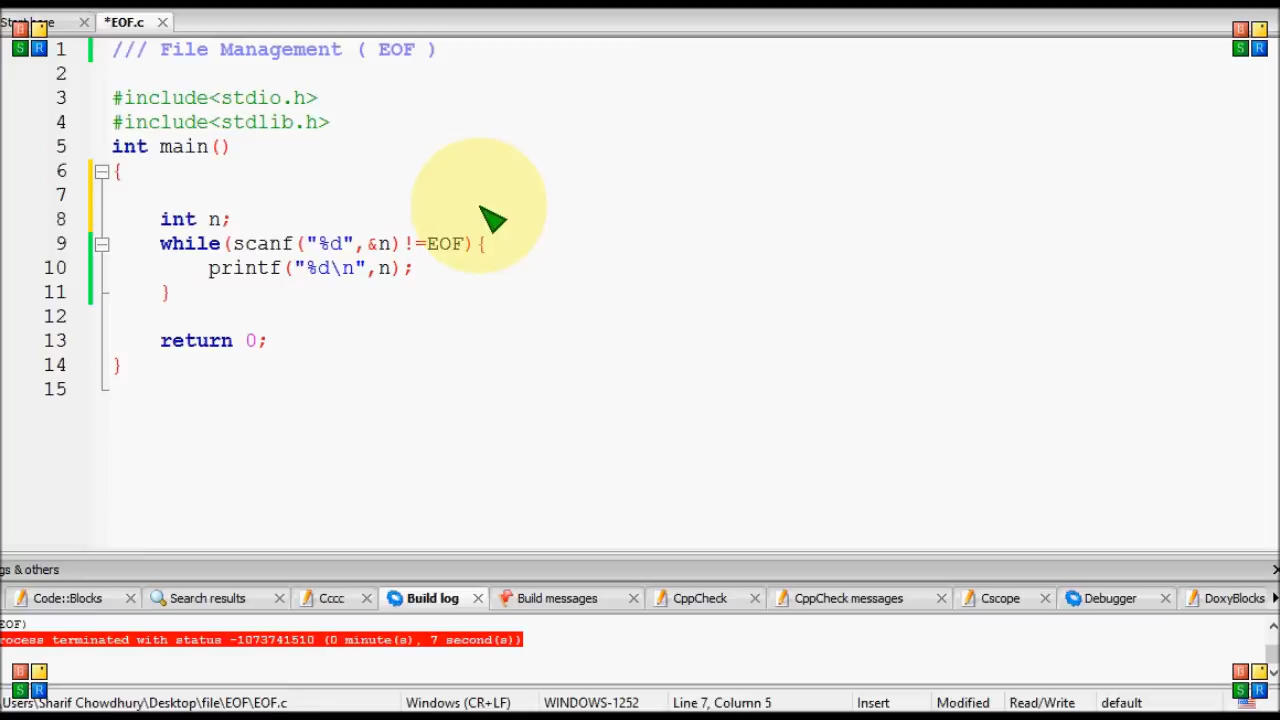 *EOF.c
1 /// File Management ( EOF )
2
3 #include<stdio.h>
4 #include<stdlib.h>
5 int main()
6 {
7
8 int n;
9 while(scanf("%d",&n)!=EOF){
10 printf("%d\n",n);
11 }
12
13 return 0;
14 }
15
gs & others
Code::Blocks Search results Cccc Build log Build messages CppCheck CppCheck messages Cscope Debugger DoxyBlocks
EOF)
rocess terminated with status -1073741510 (0 minute(s), 7 second(s))
Users\Sharif Chowdhury\Desktop\file\EOF\EOF.c Windows (CR+LF) WINDOWS-1252 Line 7, Column 5 Insert Modified Read/Write default